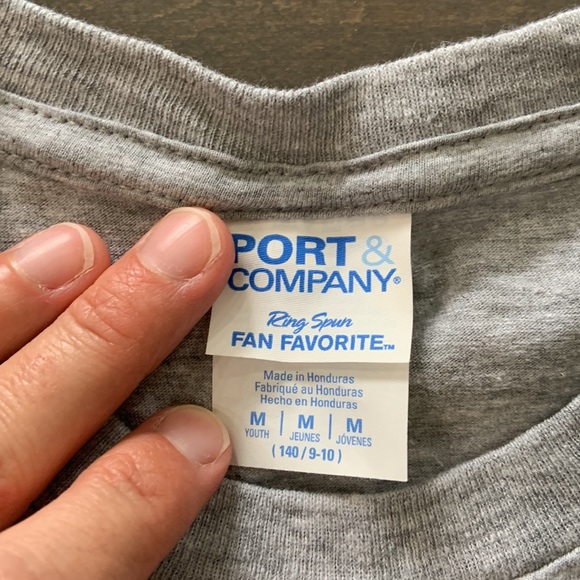 PORT &
COMPANY®
Ring Spun
FAN FAVORITE™
Made in Honduras
Fabriqué au Honduras
Hecho en Honduras
M | M | M
YOUTH | JEUNES | JÓVENES
(140/9-10)